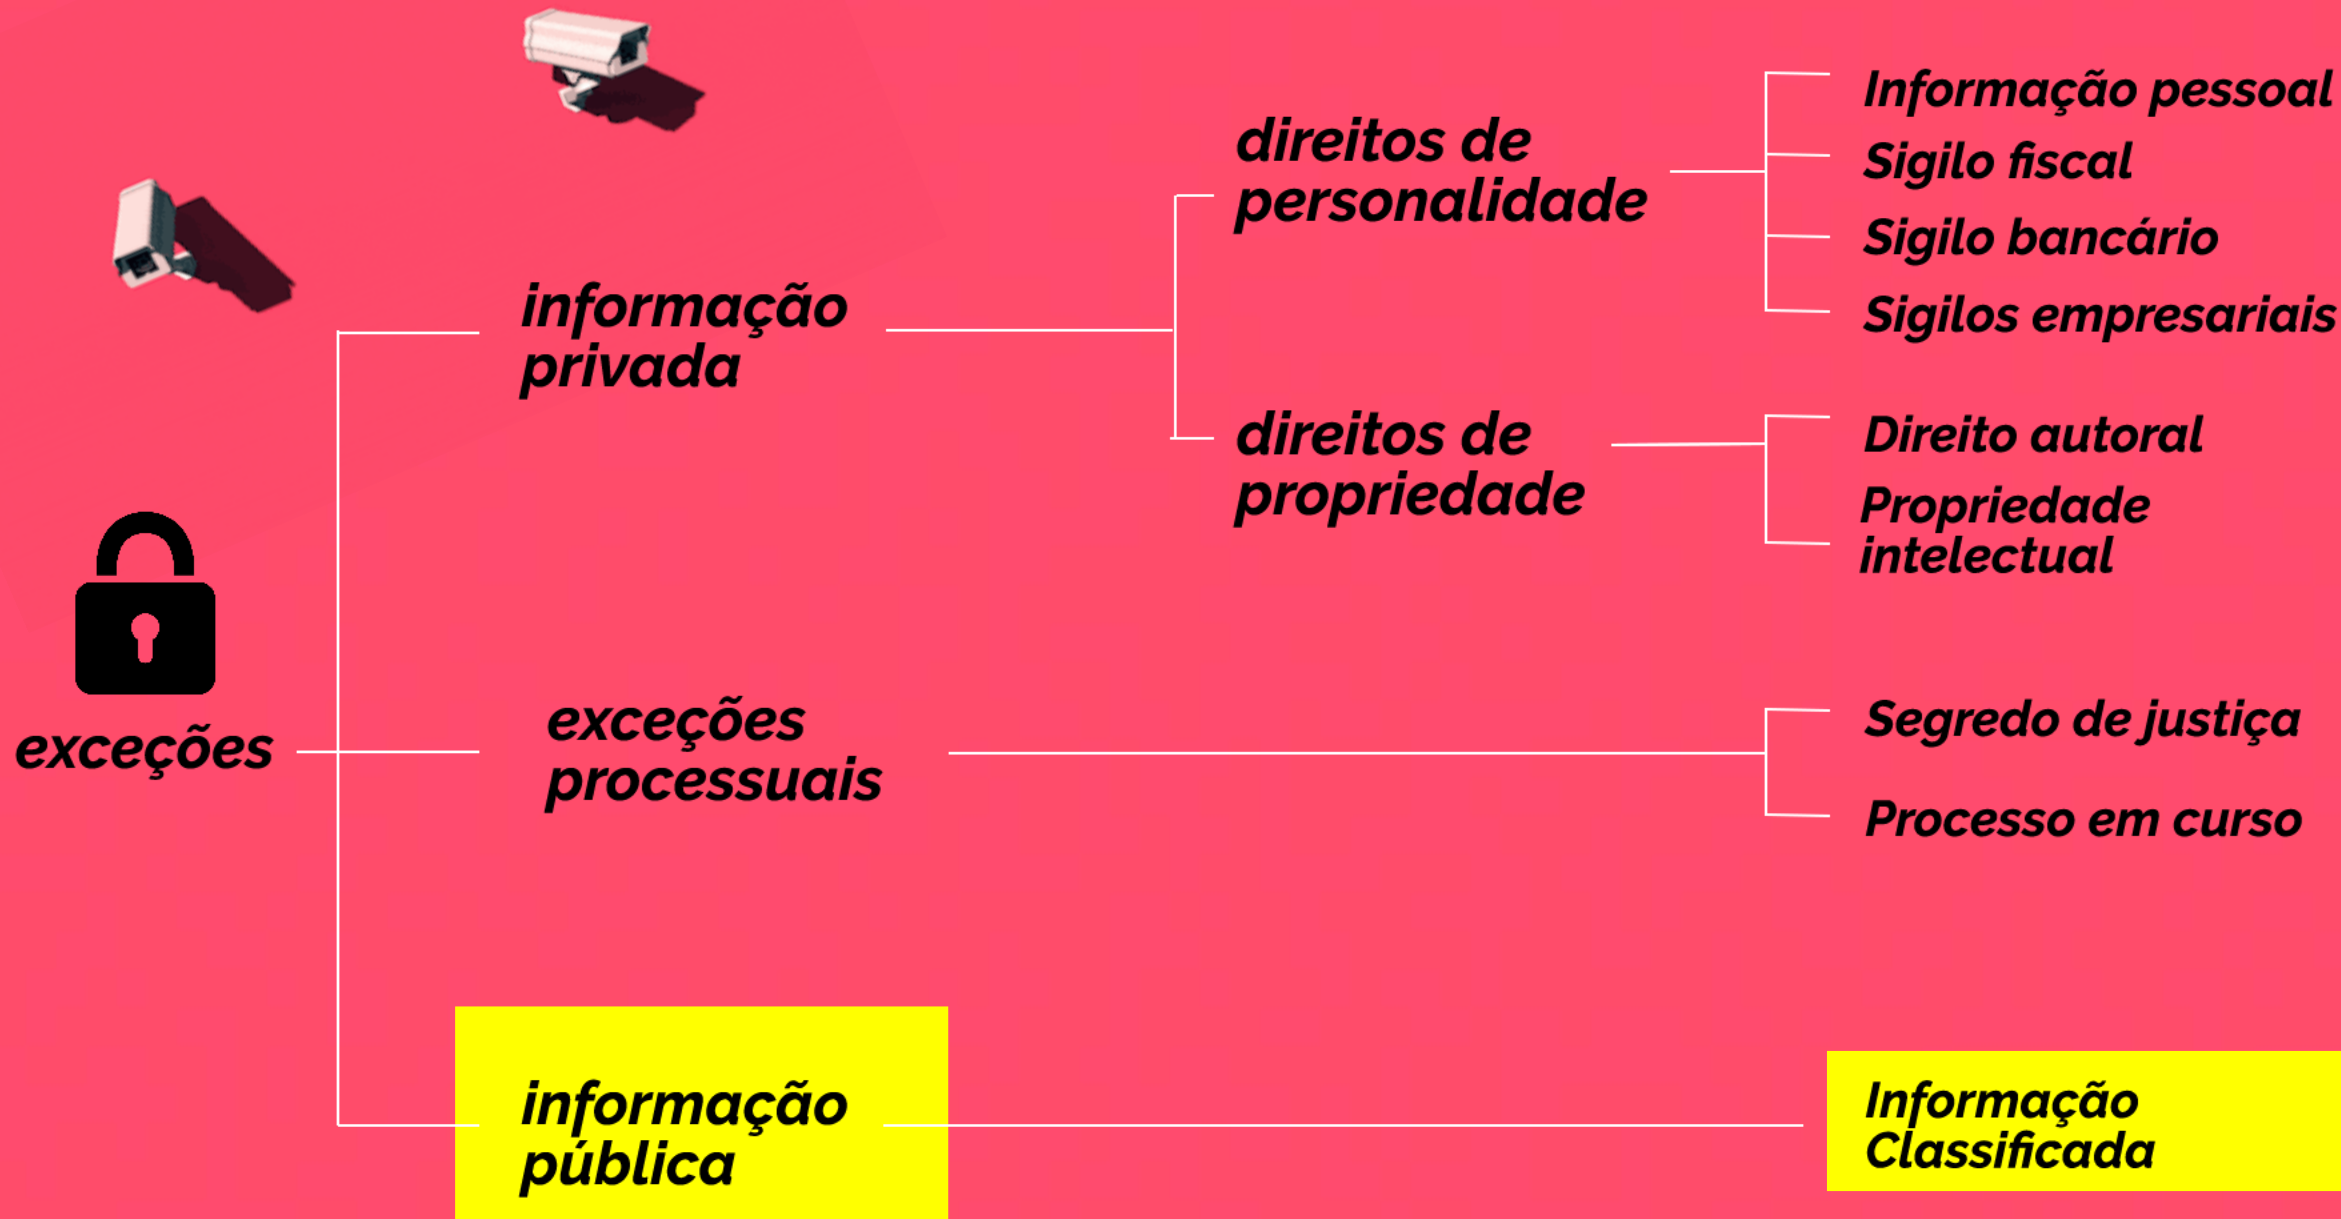 exceções
informação
privada
direitos de
personalidade
Informação pessoal
Sigilo fiscal
Sigilo bancário
Sigilos empresariais
direitos de
propriedade
Direito autoral
Propriedade
intelectual
exceções
processuais
Segredo de justiça
Processo em curso
informação
pública
Informação
Classificada